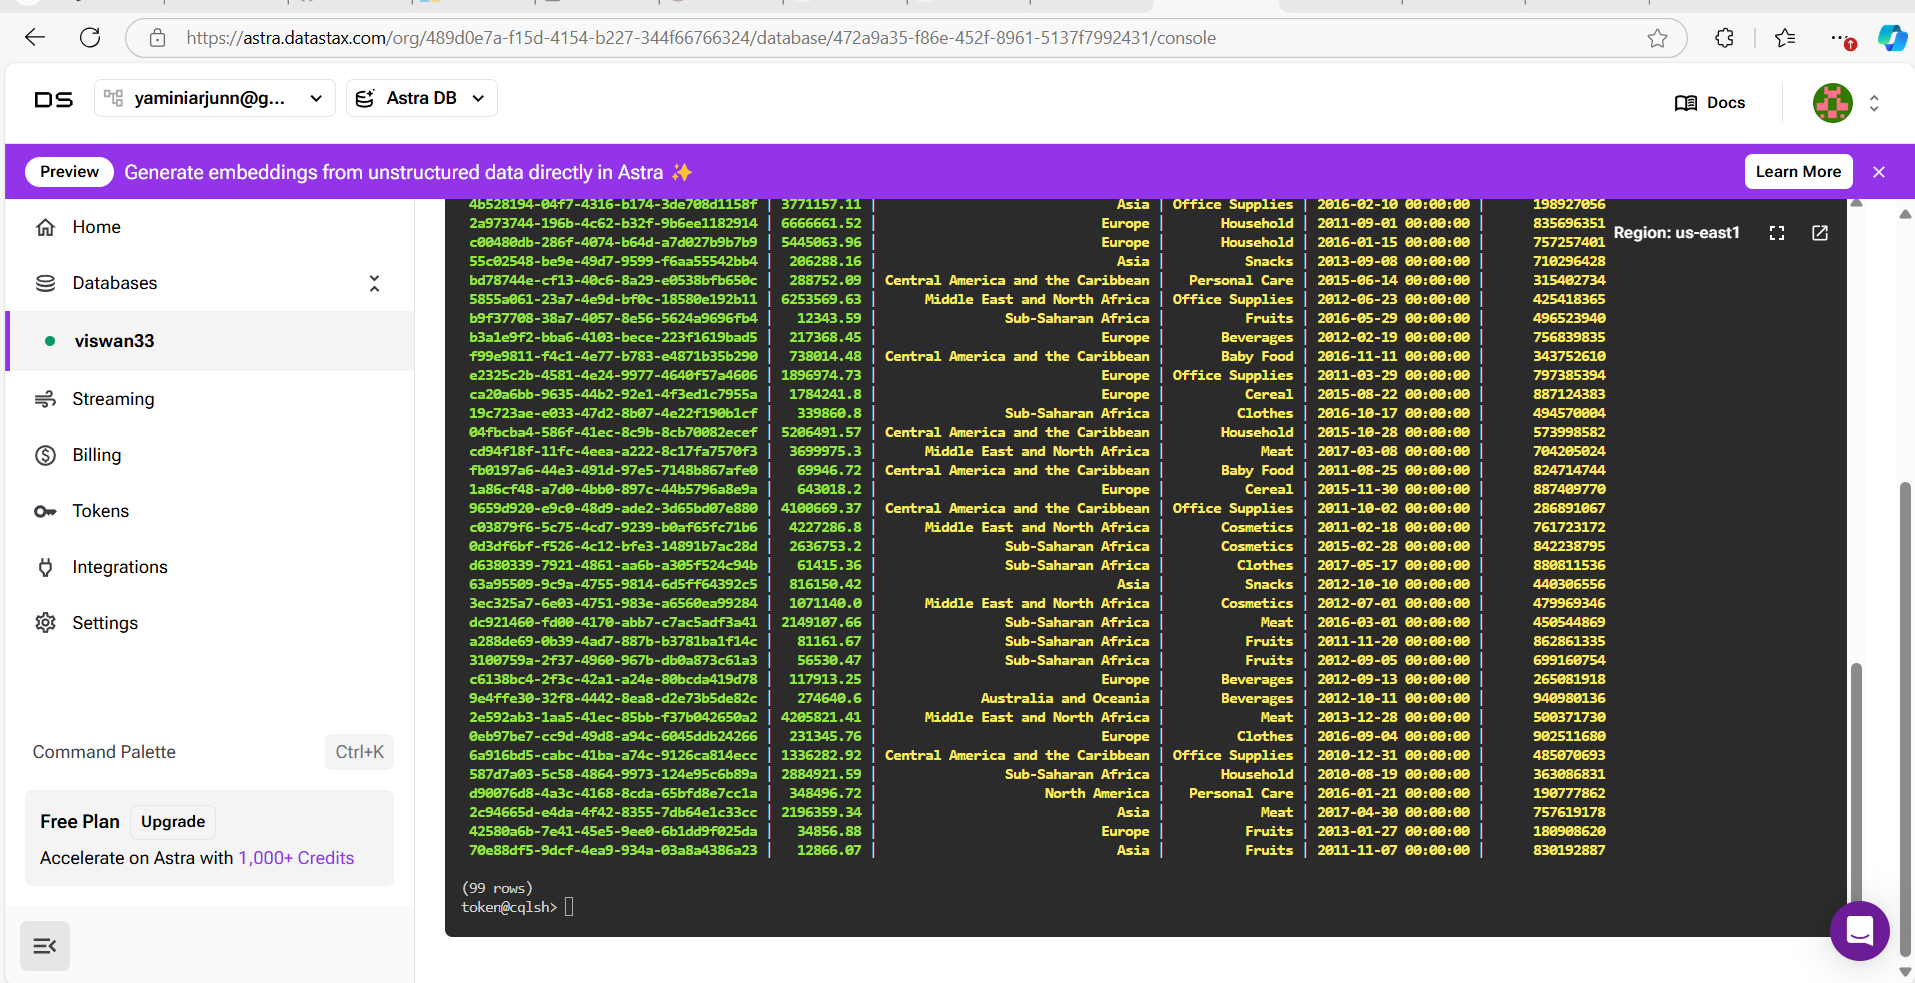 https://astra.datastax.com/org/489d0e7a-f15d-4154-b227-344f66766324/database/472a9a35-f86e-452f-8961-5137f7992431/console
DS yaminiarjunn@g... Astra DB Docs
Preview Generate embeddings from unstructured data directly in Astra ✨ Learn More
Home
Databases
viswan33
Streaming
Billing
Tokens
Integrations
Settings
Command Palette Ctrl+K
Free Plan Upgrade
Accelerate on Astra with 1,000+ Credits
Region: us-east1
4b528194-04f7-4316-b174-3de708d1158f | 3771157.11 | Asia | Office Supplies | 2016-02-10 00:00:00 | 198927056
2a973744-196b-4c62-b32f-9b6ee1182914 | 6666661.52 | Europe | Household | 2011-09-01 00:00:00 | 835696351
c00480db-286f-4074-b64d-a7d027b9b7b9 | 5445063.96 | Europe | Household | 2016-01-15 00:00:00 | 757257401
55c02548-be9e-49d7-9599-f6aa55542bb4 | 206288.16 | Asia | Snacks | 2013-09-08 00:00:00 | 710296428
bd78744e-cf13-40c6-8a29-e0538bfb650c | 288752.09 | Central America and the Caribbean | Personal Care | 2015-06-14 00:00:00 | 315402734
5855a061-23a7-4e9d-bf0c-18580e192b11 | 6253569.63 | Middle East and North Africa | Office Supplies | 2012-06-23 00:00:00 | 425418365
b9f37708-38a7-4057-8e56-5624a9696fb4 | 12343.59 | Sub-Saharan Africa | Fruits | 2016-05-29 00:00:00 | 496523940
b3a1e9f2-bba6-4103-bece-223f1619bad5 | 217368.45 | Europe | Beverages | 2012-02-19 00:00:00 | 756839835
f99e9811-f4c1-4e77-b783-e4871b35b290 | 738014.48 | Central America and the Caribbean | Baby Food | 2016-11-11 00:00:00 | 343752610
e2325c2b-4581-4e24-9977-4640f57a4606 | 1896974.73 | Europe | Office Supplies | 2011-03-29 00:00:00 | 797385394
ca20a6bb-9635-44b2-92e1-4f3ed1c7955a | 1784241.8 | Europe | Cereal | 2015-08-22 00:00:00 | 887124383
19c723ae-e033-47d2-8b07-4e22f190b1cf | 339860.8 | Sub-Saharan Africa | Clothes | 2016-10-17 00:00:00 | 494570004
04fbcba4-586f-41ec-8c9b-8cb70082ecef | 5206491.57 | Central America and the Caribbean | Household | 2015-10-28 00:00:00 | 573998582
cd94f18f-11fc-4eea-a222-8c17fa7570f3 | 3699975.3 | Middle East and North Africa | Meat | 2017-03-08 00:00:00 | 704205024
fb0197a6-44e3-491d-97e5-7148b867afe0 | 69946.72 | Central America and the Caribbean | Baby Food | 2011-08-25 00:00:00 | 824714744
1a86cf48-a7d0-4bb0-897c-44b5796a8e9a | 643018.2 | Europe | Cereal | 2015-11-30 00:00:00 | 887409770
9659d920-e9c0-48d9-ade2-3d65bd07e880 | 4100669.37 | Central America and the Caribbean | Office Supplies | 2011-10-02 00:00:00 | 286891067
c03879f6-5c75-4cd7-9239-b0af65fc71b6 | 4227286.8 | Middle East and North Africa | Cosmetics | 2011-02-18 00:00:00 | 761723172
0d3df6bf-f526-4c12-bfe3-14891b7ac28d | 2636753.2 | Sub-Saharan Africa | Cosmetics | 2015-02-28 00:00:00 | 842238795
d6380339-7921-4861-aa6b-a305f524c94b | 61415.36 | Sub-Saharan Africa | Clothes | 2017-05-17 00:00:00 | 880811536
63a95509-9c9a-4755-9814-6d5ff64392c5 | 816150.42 | Asia | Snacks | 2012-10-10 00:00:00 | 440306556
3ec325a7-6e03-4751-983e-a6560ea99284 | 1071140.0 | Middle East and North Africa | Cosmetics | 2012-07-01 00:00:00 | 479969346
dc921460-fd00-4170-abb7-c7ac5adf3a41 | 2149107.66 | Sub-Saharan Africa | Meat | 2016-03-01 00:00:00 | 450544869
a288de69-0b39-4ad7-887b-b3781ba1f14c | 81161.67 | Sub-Saharan Africa | Fruits | 2011-11-20 00:00:00 | 862861335
3100759a-2f37-4960-967b-db0a873c61a3 | 56530.47 | Sub-Saharan Africa | Fruits | 2012-09-05 00:00:00 | 699160754
c6138bc4-2f3c-42a1-a24e-80bcda419d78 | 117913.25 | Europe | Beverages | 2012-09-13 00:00:00 | 265081918
9e4ffe30-32f8-4442-8ea8-d2e73b5de82c | 274640.6 | Australia and Oceania | Beverages | 2012-10-11 00:00:00 | 940980136
2e592ab3-1aa5-41ec-85bb-f37b042650a2 | 4205821.41 | Middle East and North Africa | Meat | 2013-12-28 00:00:00 | 500371730
0eb97be7-cc9d-49d8-a94c-6045ddb24266 | 231345.76 | Europe | Clothes | 2016-09-04 00:00:00 | 902511680
6a916bd5-cabc-41ba-a74c-9126ca814ecc | 1336282.92 | Central America and the Caribbean | Office Supplies | 2010-12-31 00:00:00 | 485070693
587d7a03-5c58-4864-9973-124e95c6b89a | 2884921.59 | Sub-Saharan Africa | Household | 2010-08-19 00:00:00 | 363086831
d90076d8-4a3c-4168-8cda-65bfd8e7cc1a | 348496.72 | North America | Personal Care | 2016-01-21 00:00:00 | 190777862
2c94665d-e4da-4f42-8355-7db64e1c33cc | 2196359.34 | Asia | Meat | 2017-04-30 00:00:00 | 757619178
42580a6b-7e41-45e5-9ee0-6b1dd9f025da | 34856.88 | Europe | Fruits | 2013-01-27 00:00:00 | 180908620
70e88df5-9dcf-4ea9-934a-03a8a4386a23 | 12866.07 | Asia | Fruits | 2011-11-07 00:00:00 | 830192887
(99 rows)
token@cqlsh>